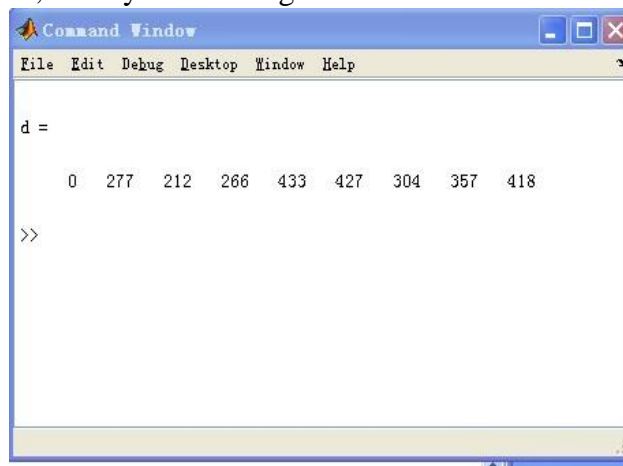 Command Window
File Edit Debug Desktop Window Help
d =
0 277 212 266 433 427 304 357 418
>>